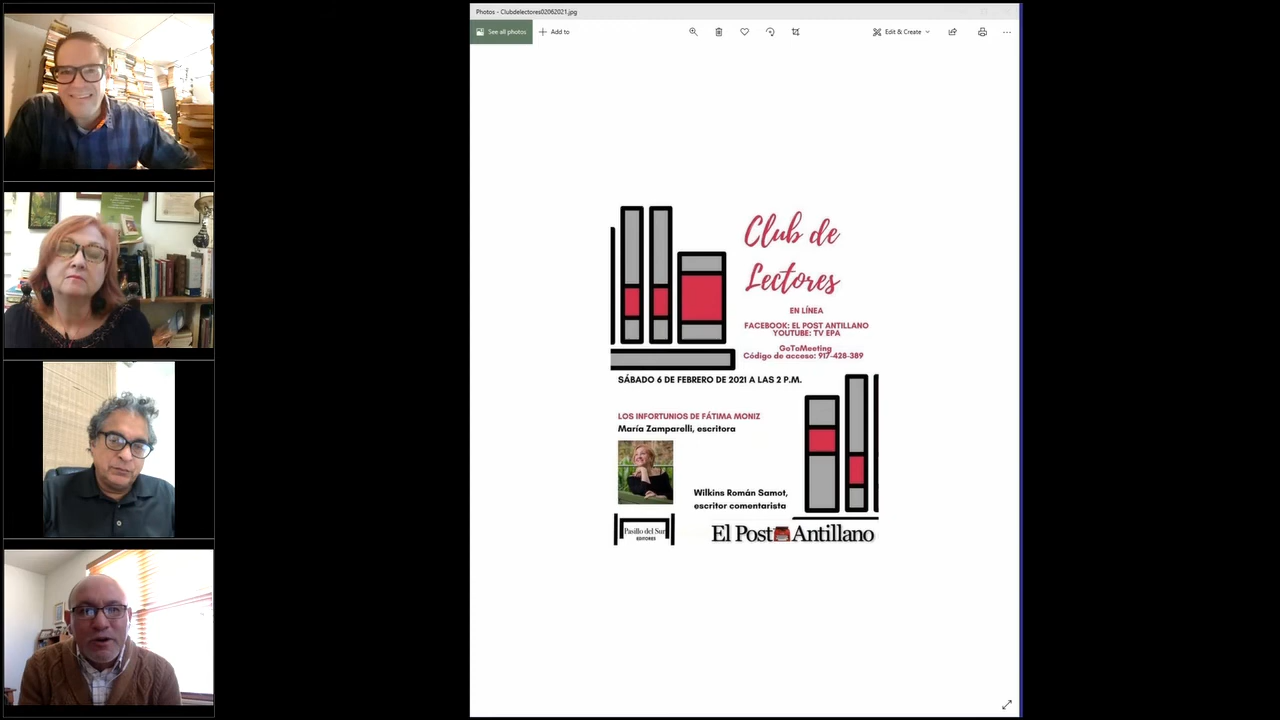 Photos - Clubdelectores02062021.jpg
See all photos
Add to
Edit & Create
Club de
Lectores
EN LÍNEA
FACEBOOK: EL POST ANTILLANO
YOUTUBE: TV EPA
GoToMeeting
Código de acceso: 917-428-389
SÁBADO 6 DE FEBRERO DE 2021 A LAS 2 P.M.
LOS INFORTUNIOS DE FÁTIMA MONIZ
María Zamparelli, escritora
Wilkins Román Samot,
escritor comentarista
Pasillo del Sur
EDITORES
El Post Antillano